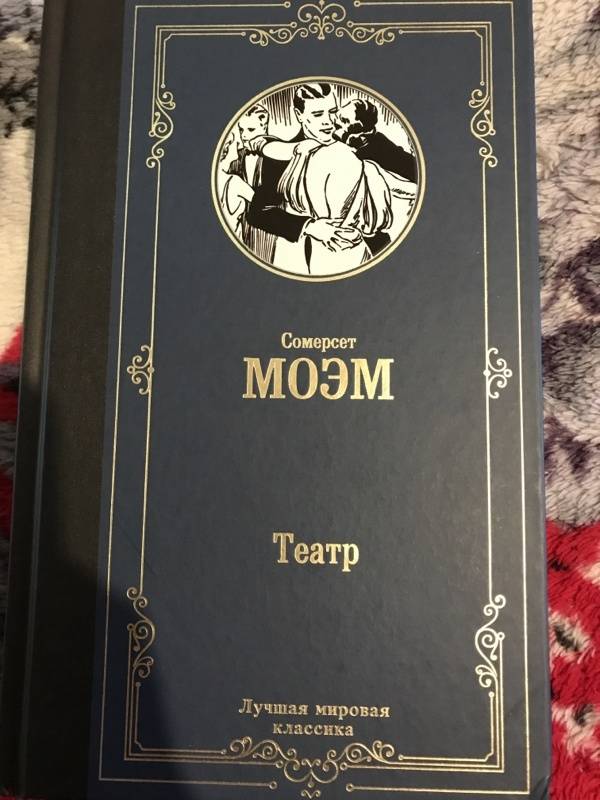 Сомерсет
МОЭМ
Театр
Лучшая мировая
классика